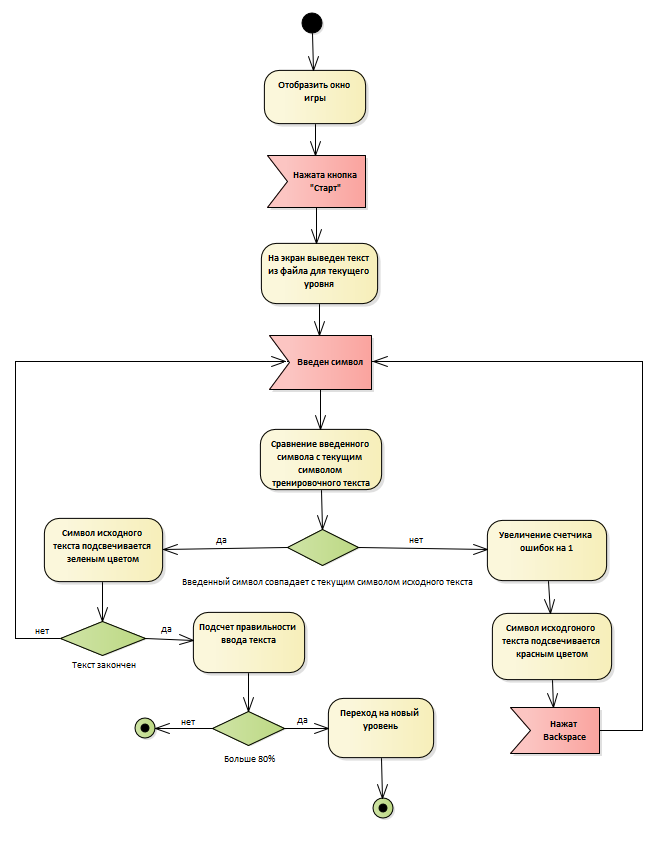 Отобразить окно
игры
Нажата кнопка
"Старт"
На экран выведен текст
из файла для текущего
уровня
Введен символ
Сравнение введенного
символа с текущим
символом
тренировочного текста
да
нет
Введенный символ совпадает с текущим символом исходного текста
Символ исходного
текста подсвечивается
зеленым цветом
Увеличение счетчика
ошибок на 1
нет
да
Текст закончен
Подсчет правильности
ввода текста
Символ исходгоного
текста подсвечивается
красным цветом
нет
да
Больше 80%
Переход на новый
уровень
Нажат
Backspace